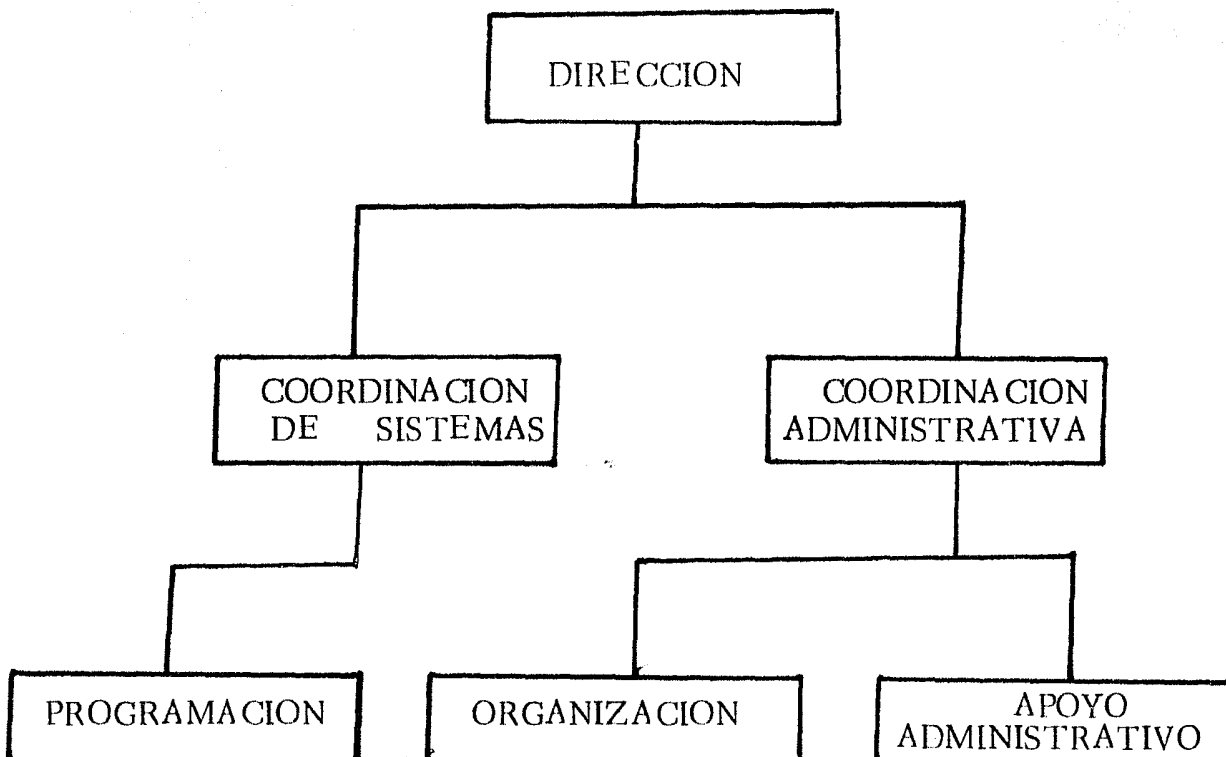 DIRECCION
COORDINACION
DE SISTEMAS
COORDINACION
ADMINISTRATIVA
PROGRAMACION
ORGANIZACION
APOYO
ADMINISTRATIVO